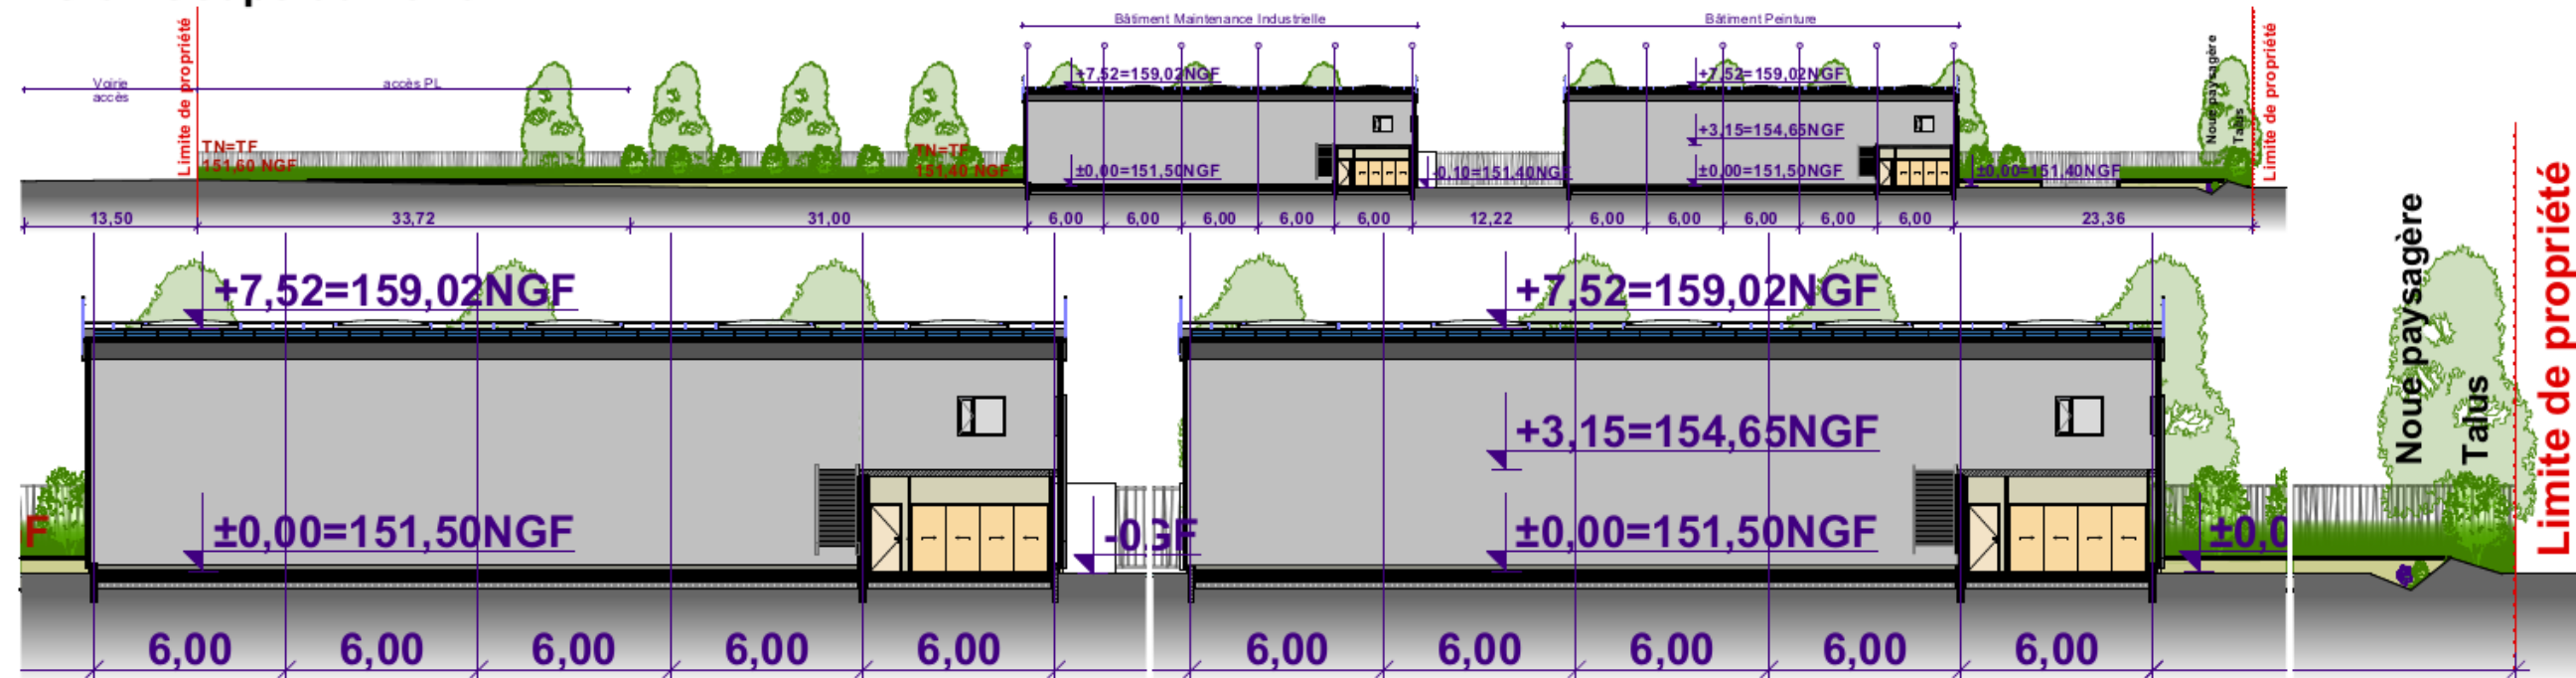 Bâtiment Maintenance Industrielle
Bâtiment Peinture
Limite de propriété
Voirie
accès
accès PL
+7,52=159,02NGF
+7,52=159,02NGF
Noue paysagère
Talus
Limite de propriété
+3,15=154,65NGF
TN=TF
151,60 NGF
TN=TF
151,40 NGF
±0,00=151,50NGF
-0,10=151,40NGF
±0,00=151,50NGF
±0,00=151,40NGF
13,50
33,72
31,00
6,00
6,00
6,00
6,00
6,00
12,22
6,00
6,00
6,00
6,00
6,00
23,36
+7,52=159,02NGF
+7,52=159,02NGF
Noue paysagère
Talus
Limite de propriété
+3,15=154,65NGF
F
±0,00=151,50NGF
-0
GF
±0,00=151,50NGF
±0,0
6,00
6,00
6,00
6,00
6,00
6,00
6,00
6,00
6,00
6,00